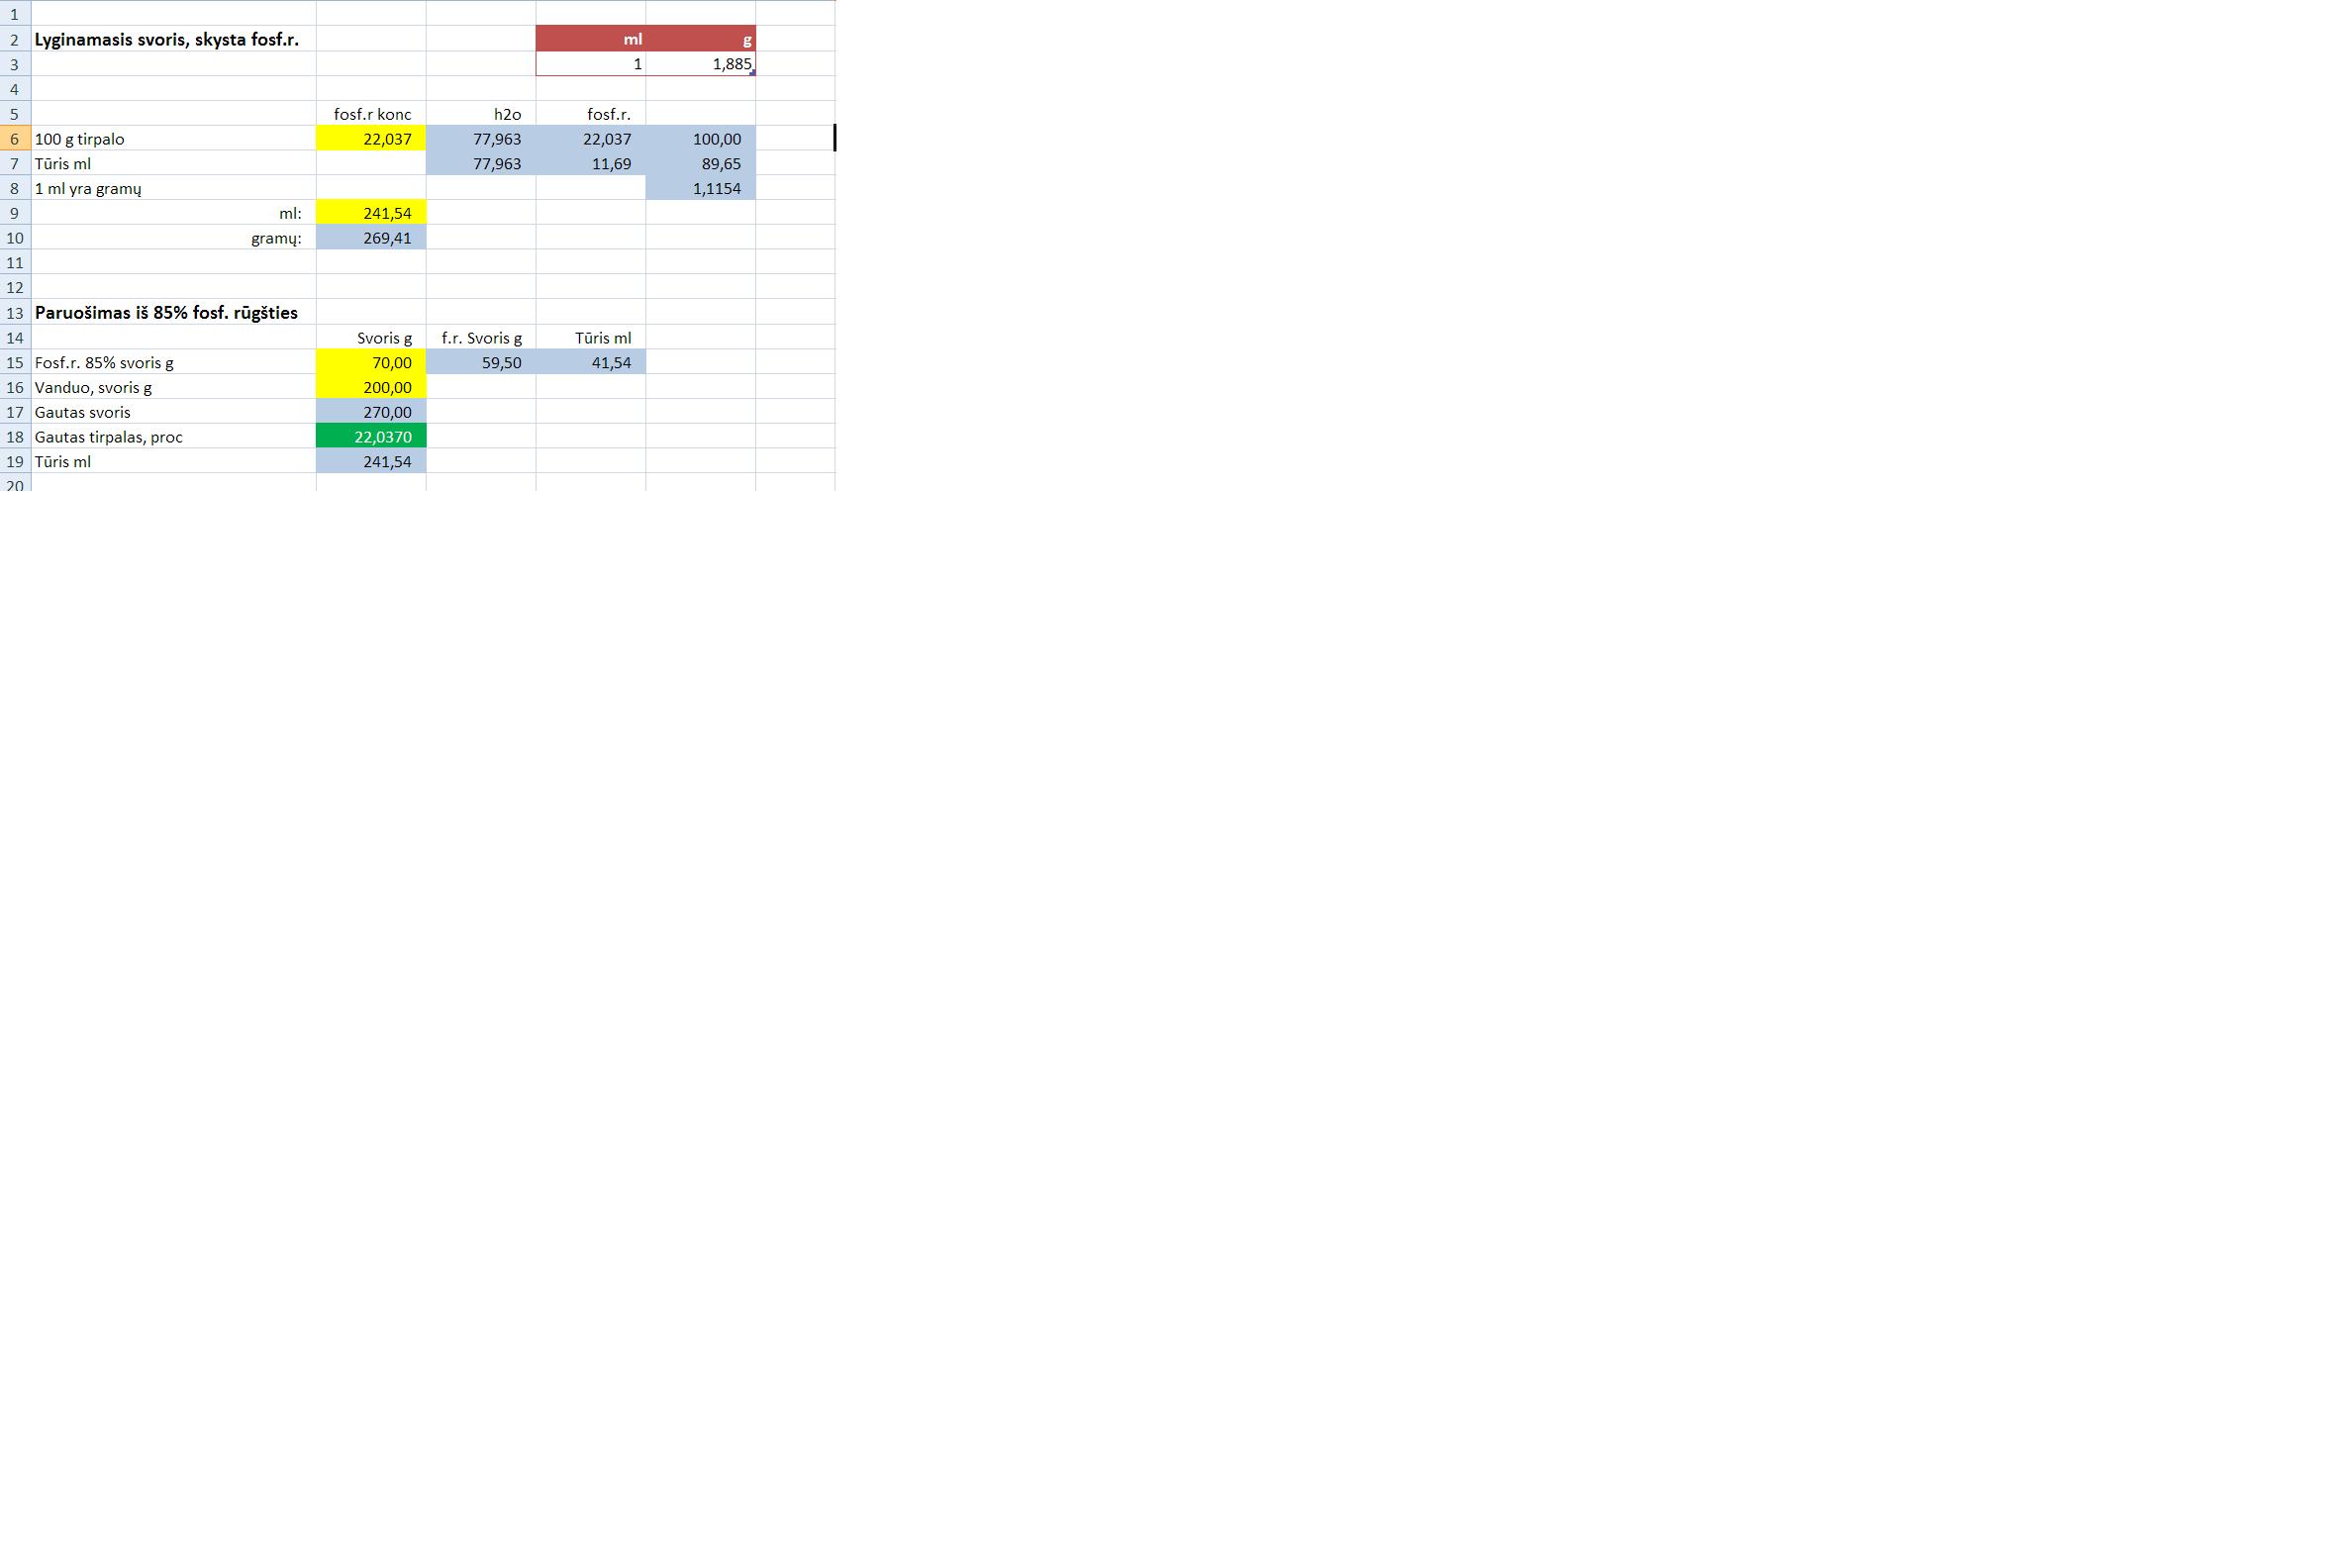 1
2 Lyginamasis svoris, skysta fosf.r. ml g
3 1 1,885
4
5 fosf.r konc h2o fosf.r.
6 100 g tirpalo 22,037 77,963 22,037 100,00
7 Tūris ml 77,963 11,69 89,65
8 1 ml yra gramų 1,1154
9 ml: 241,54
10 gramų: 269,41
11
12
13 Paruošimas iš 85% fosf. rūgšties
14 Svoris g f.r. Svoris g Tūris ml
15 Fosf.r. 85% svoris g 70,00 59,50 41,54
16 Vanduo, svoris g 200,00
17 Gautas svoris 270,00
18 Gautas tirpalas, proc 22,0370
19 Tūris ml 241,54
20